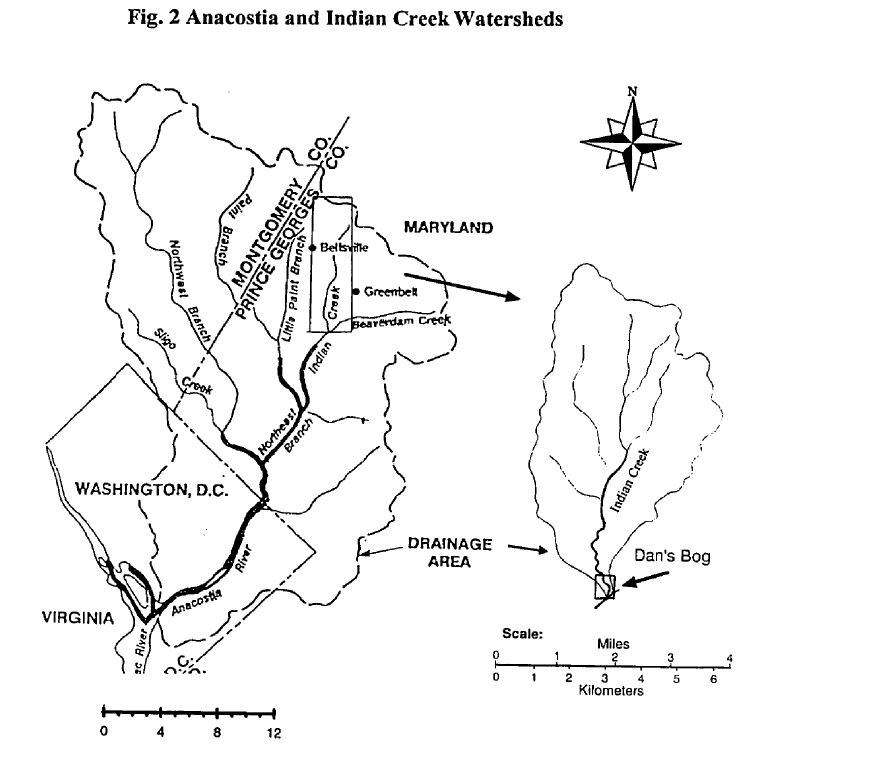 Fig. 2 Anacostia and Indian Creek Watersheds
N
CO.
CO.
MONTGOMERY
PRINCE GEORGES
Paint
Branch
MARYLAND
Beltsville
Little Paint Branch
Northwest
Branch
Greenbelt
Creek
Beaverdam Creek
Indian
Sligo
Creek
Northeast
Branch
Indian Creek
WASHINGTON, D.C.
DRAINAGE
AREA
Dan's Bog
River
Anacostia
VIRGINIA
River
Scale:
Miles
0 1 2 3 4
0 1 2 3 4 5 6
Kilometers
0 4 8 12